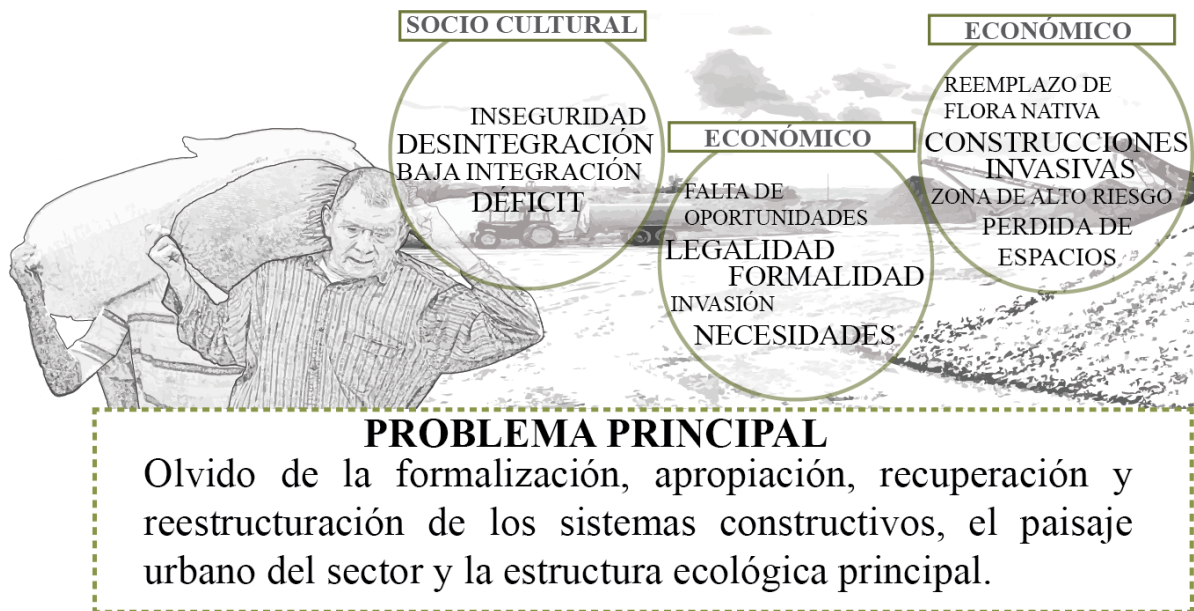 SOCIO CULTURAL
INSEGURIDAD
DESINTEGRACIÓN
BAJA INTEGRACIÓN
DÉFICIT
ECONÓMICO
FALTA DE
OPORTUNIDADES
LEGALIDAD
FORMALIDAD
INVASIÓN
NECESIDADES
ECONÓMICO
REEMPLAZO DE
FLORA NATIVA
CONSTRUCCIONES
INVASIVAS
ZONA DE ALTO RIESGO
PERDIDA DE
ESPACIOS
PROBLEMA PRINCIPAL
Olvido de la formalización, apropiación, recuperación y
reestructuración de los sistemas constructivos, el paisaje
urbano del sector y la estructura ecológica principal.